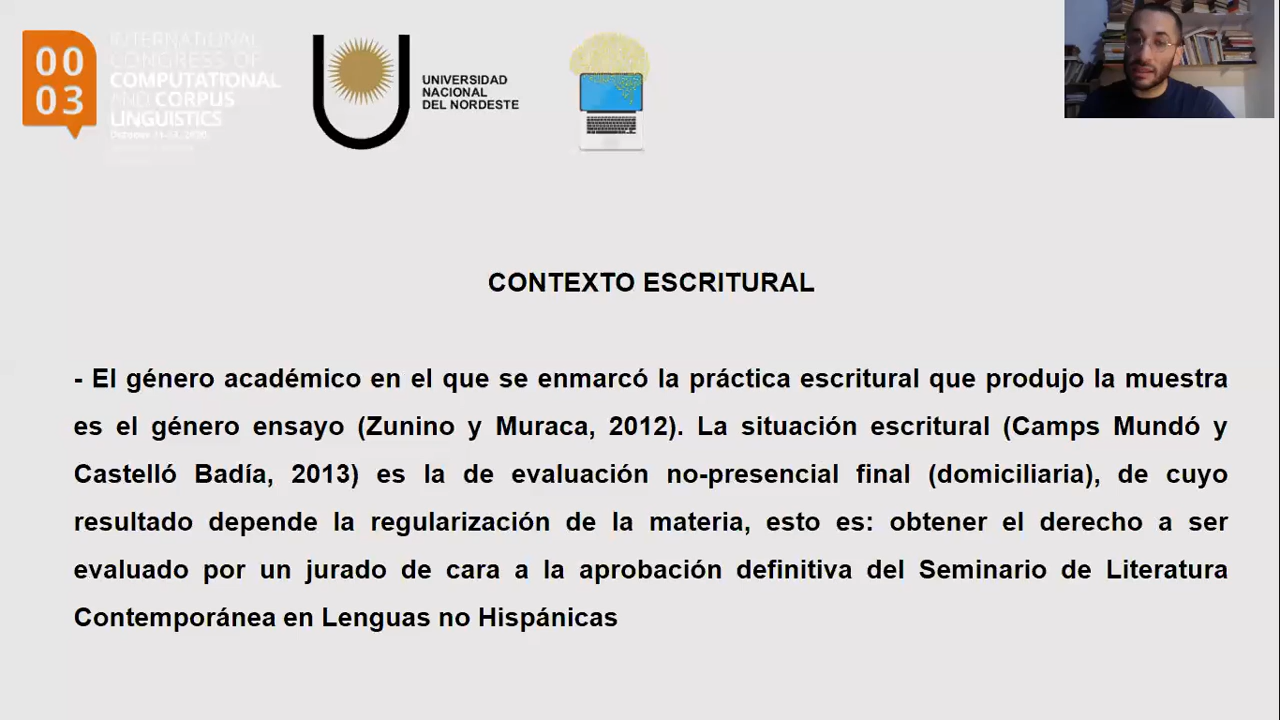 00
03
INTERNATIONAL
CONGRESS OF
COMPUTATIONAL
AND CORPUS
LINGUISTICS
UNIVERSIDAD
NACIONAL
DEL NORDESTE
CONTEXTO ESCRITURAL
- El género académico en el que se enmarcó la práctica escritural que produjo la muestra
es el género ensayo (Zunino y Muraca, 2012). La situación escritural (Camps Mundó y
Castelló Badía, 2013) es la de evaluación no-presencial final (domiciliaria), de cuyo
resultado depende la regularización de la materia, esto es: obtener el derecho a ser
evaluado por un jurado de cara a la aprobación definitiva del Seminario de Literatura
Contemporánea en Lenguas no Hispánicas